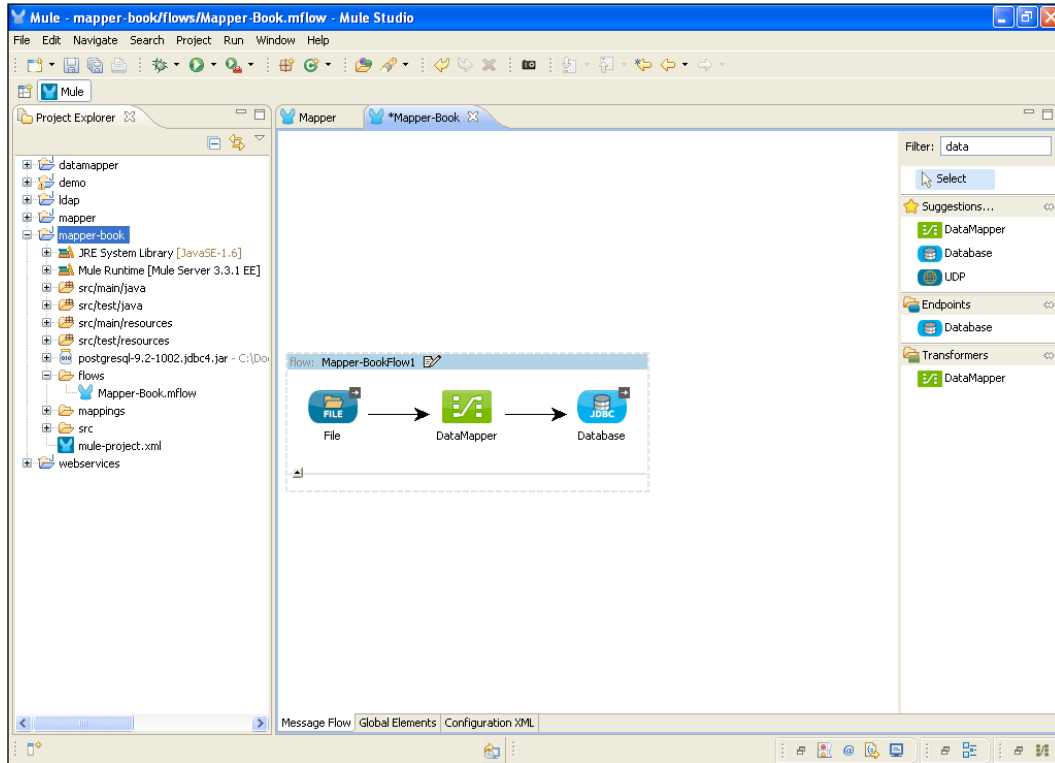 Mule - mapper-book/flows/Mapper-Book.mflow - Mule Studio
File Edit Navigate Search Project Run Window Help
Mule
Project Explorer
Mapper
*Mapper-Book
datamapper
demo
ldap
mapper
mapper-book
JRE System Library [JavaSE-1.6]
Mule Runtime [Mule Server 3.3.1 EE]
src/main/java
src/test/java
src/main/resources
src/test/resources
postgresql-9.2-1002.jdbc4.jar - C:\Do
flows
Mapper-Book.mflow
mappings
src
mule-project.xml
webservices
flow: Mapper-BookFlow1
FILE
JDBC
File
DataMapper
Database
Message Flow
Global Elements
Configuration XML
Filter: data
Select
Suggestions...
DataMapper
Database
UDP
Endpoints
Database
Transformers
DataMapper